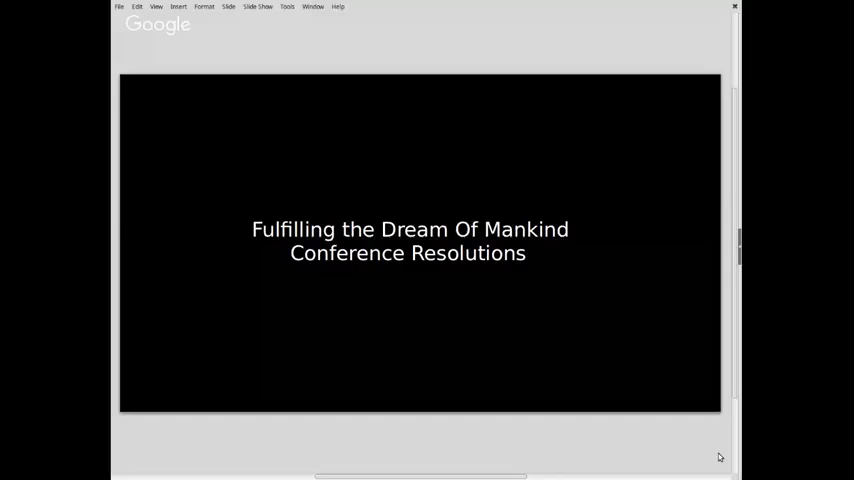 File Edit View Insert Format Slide Slide Show Tools Window Help
Google
Fulfilling the Dream Of Mankind
Conference Resolutions